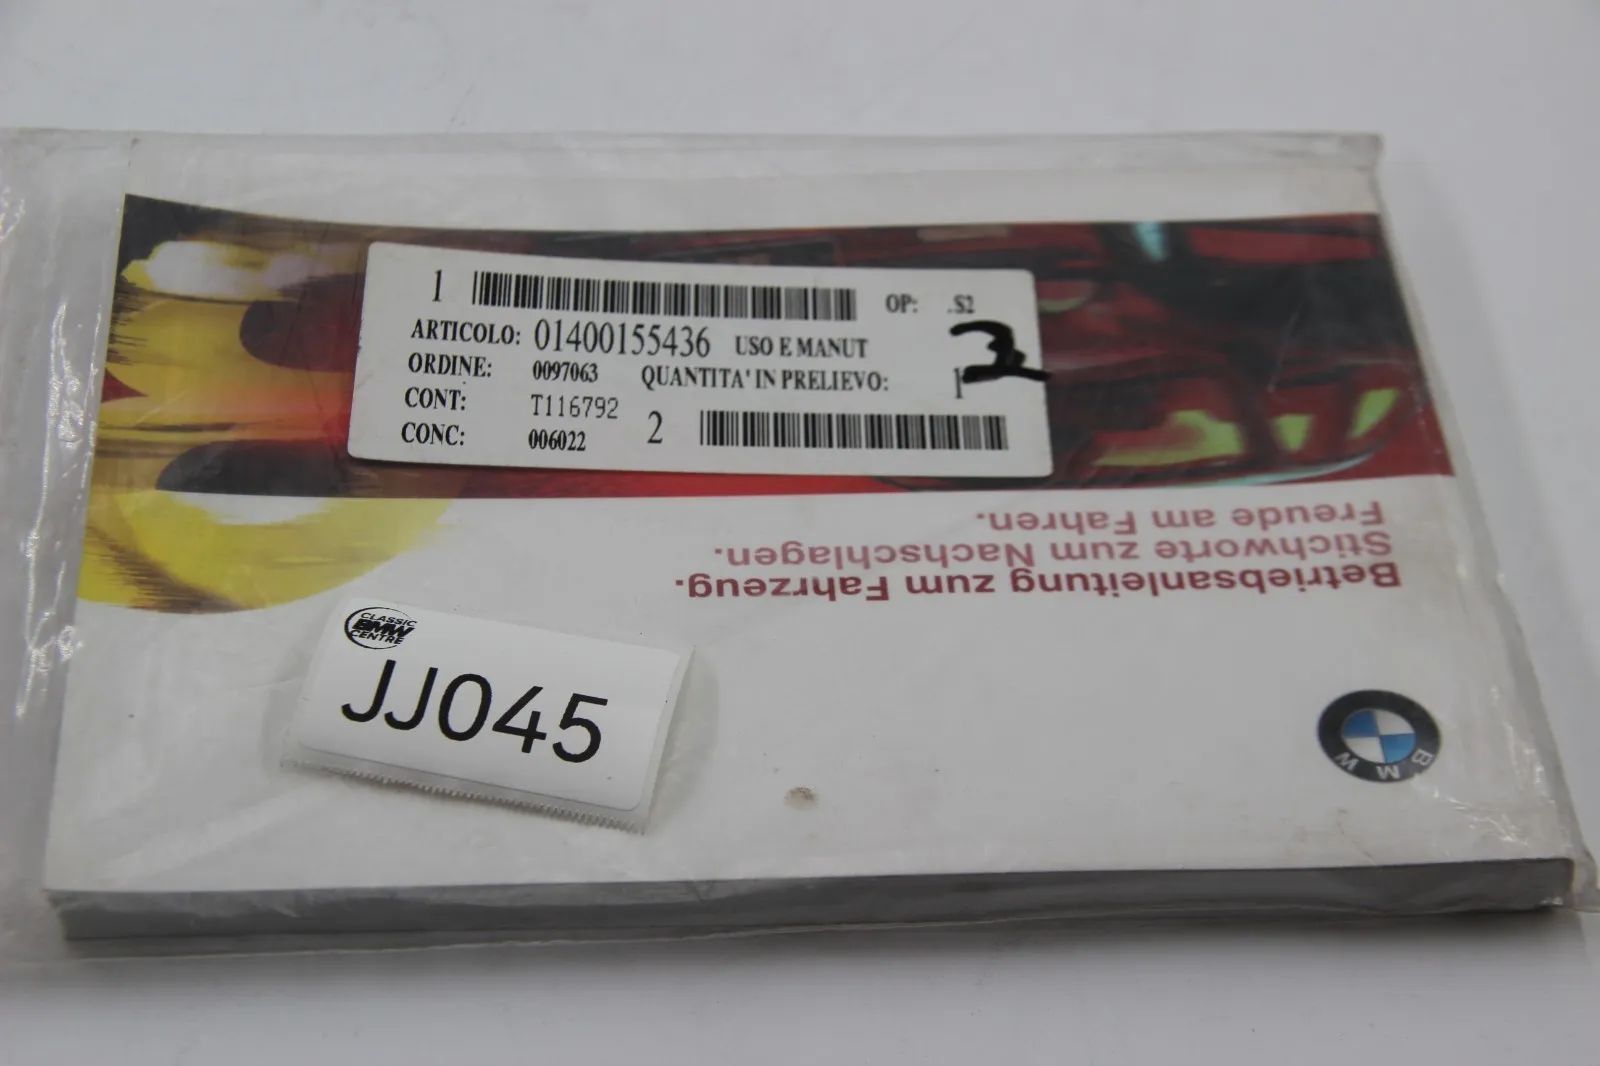 1
OP: .S2
ARTICOLO: 01400155436 USO E MANUT
2
ORDINE: 0097063 QUANTITA' IN PRELIEVO: 1
CONT: T116792
CONC: 006022 2
Betriebsanleitung zum Fahrzeug.
Stichworte zum Nachschlagen.
Freude am Fahren.
CLASSIC
BMW
CENTRE
JJ045
BMW